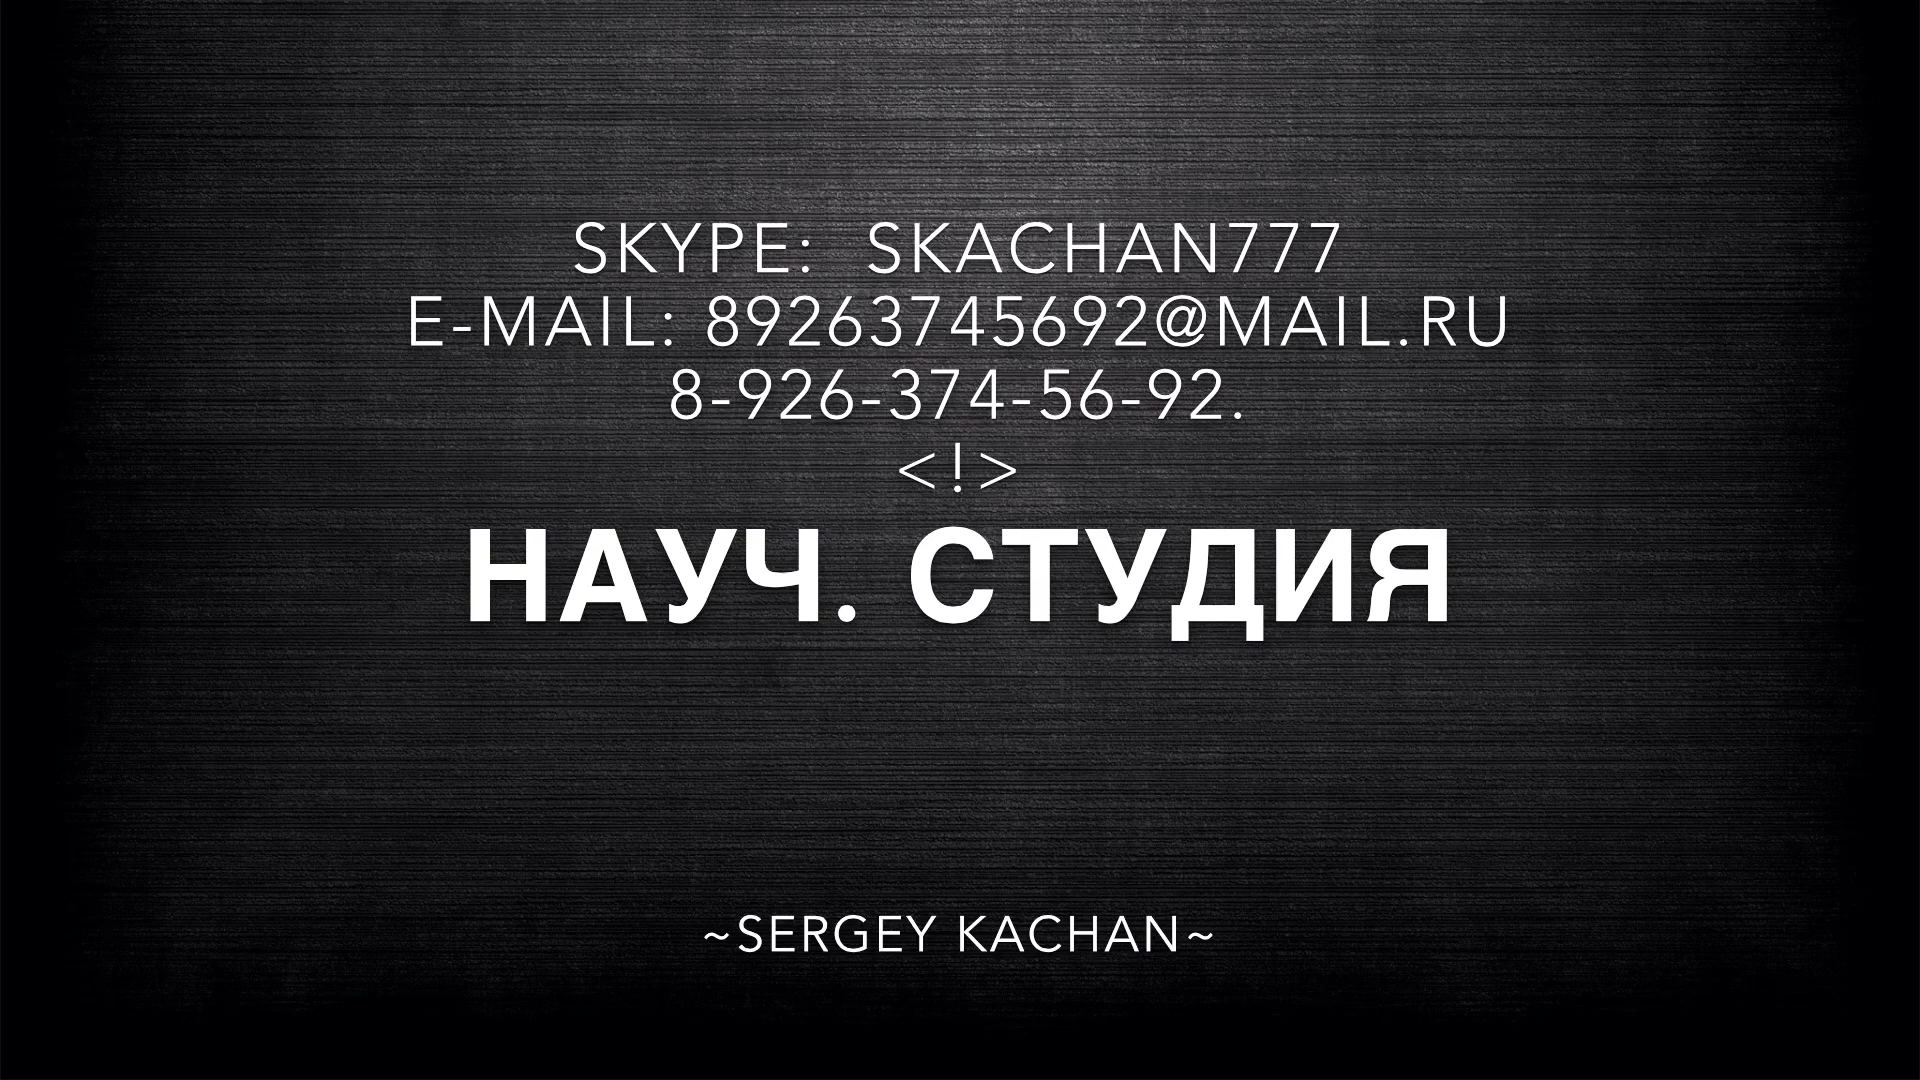 SKYPE:  SKACHAN777
E-MAIL: 89263745692@MAIL.RU
8-926-374-56-92.
<!>
НАУЧ. СТУДИЯ
~SERGEY KACHAN~